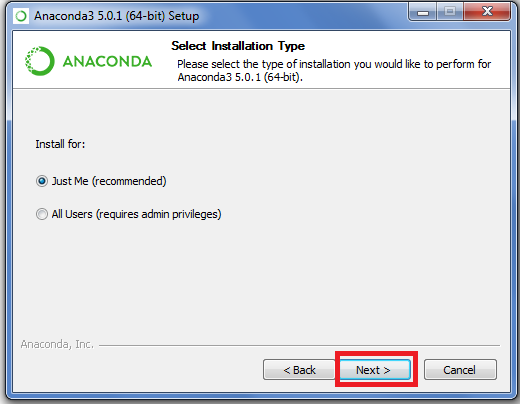 Anaconda3 5.0.1 (64-bit) Setup
ANACONDA
Select Installation Type
Please select the type of installation you would like to perform for
Anaconda3 5.0.1 (64-bit).
Install for:
Just Me (recommended)
All Users (requires admin privileges)
Anaconda, Inc.
< Back Next > Cancel